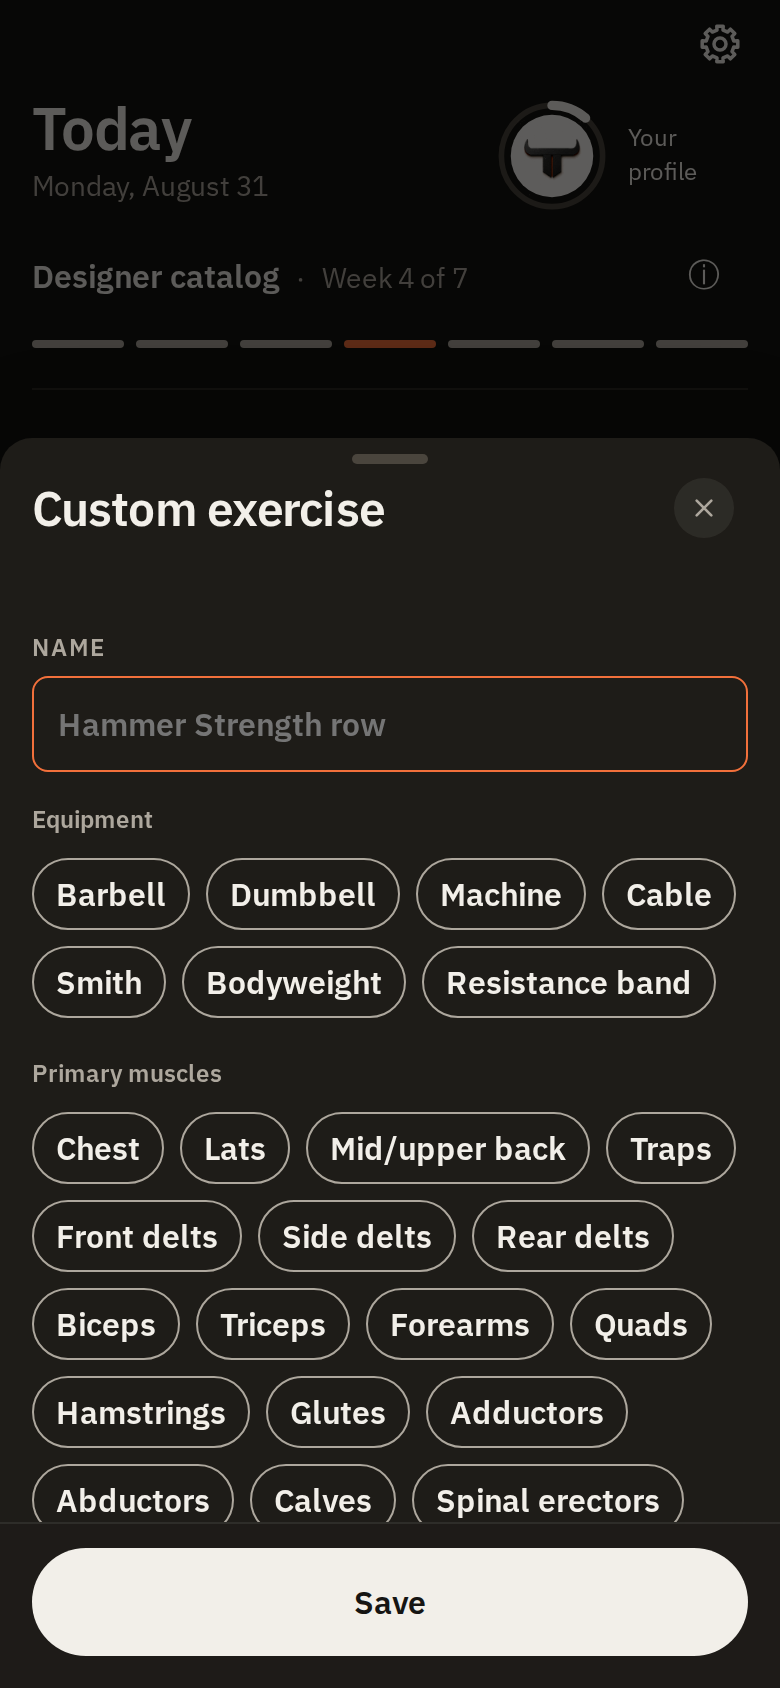 Today
Monday, August 31
Your
profile
Designer catalog · Week 4 of 7
Custom exercise
NAME
Hammer Strength row
Equipment
Barbell Dumbbell Machine Cable
Smith Bodyweight Resistance band
Primary muscles
Chest Lats Mid/upper back Traps
Front delts Side delts Rear delts
Biceps Triceps Forearms Quads
Hamstrings Glutes Adductors
Abductors Calves Spinal erectors
Save